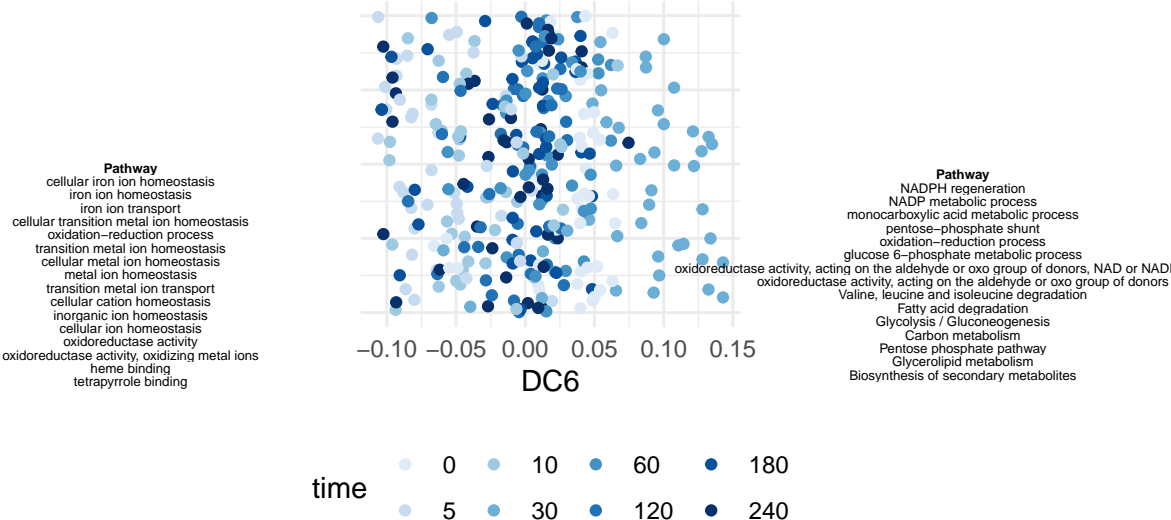 Pathway
cellular iron ion homeostasis
iron ion homeostasis
iron ion transport
cellular transition metal ion homeostasis
oxidation−reduction process
transition metal ion homeostasis
cellular metal ion homeostasis
metal ion homeostasis
transition metal ion transport
cellular cation homeostasis
inorganic ion homeostasis
cellular ion homeostasis
oxidoreductase activity
oxidoreductase activity, oxidizing metal ions
heme binding
tetrapyrrole binding
−0.10 −0.05 0.00 0.05 0.10 0.15
DC6
Pathway
NADPH regeneration
NADP metabolic process
monocarboxylic acid metabolic process
pentose−phosphate shunt
oxidation−reduction process
glucose 6−phosphate metabolic process
oxidoreductase activity, acting on the aldehyde or oxo group of donors, NAD or NAD
oxidoreductase activity, acting on the aldehyde or oxo group of donors
Valine, leucine and isoleucine degradation
Fatty acid degradation
Glycolysis / Gluconeogenesis
Carbon metabolism
Pentose phosphate pathway
Glycerolipid metabolism
Biosynthesis of secondary metabolites
time
0 10 60 180
5 30 120 240